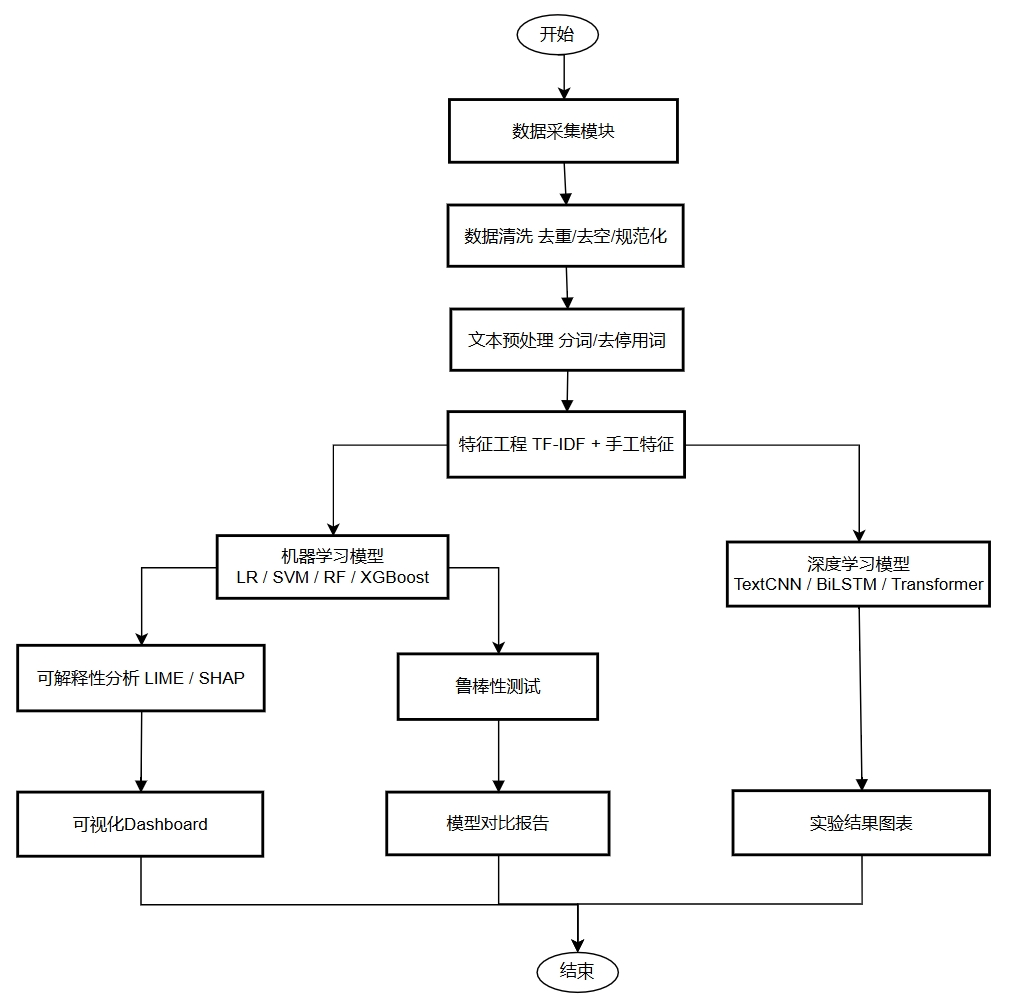 开始
数据采集模块
数据清洗 去重/去空/规范化
文本预处理 分词/去停用词
特征工程 TF-IDF + 手工特征
机器学习模型
LR / SVM / RF / XGBoost
深度学习模型
TextCNN / BiLSTM / Transformer
可解释性分析 LIME / SHAP
鲁棒性测试
可视化Dashboard
模型对比报告
实验结果图表
结束